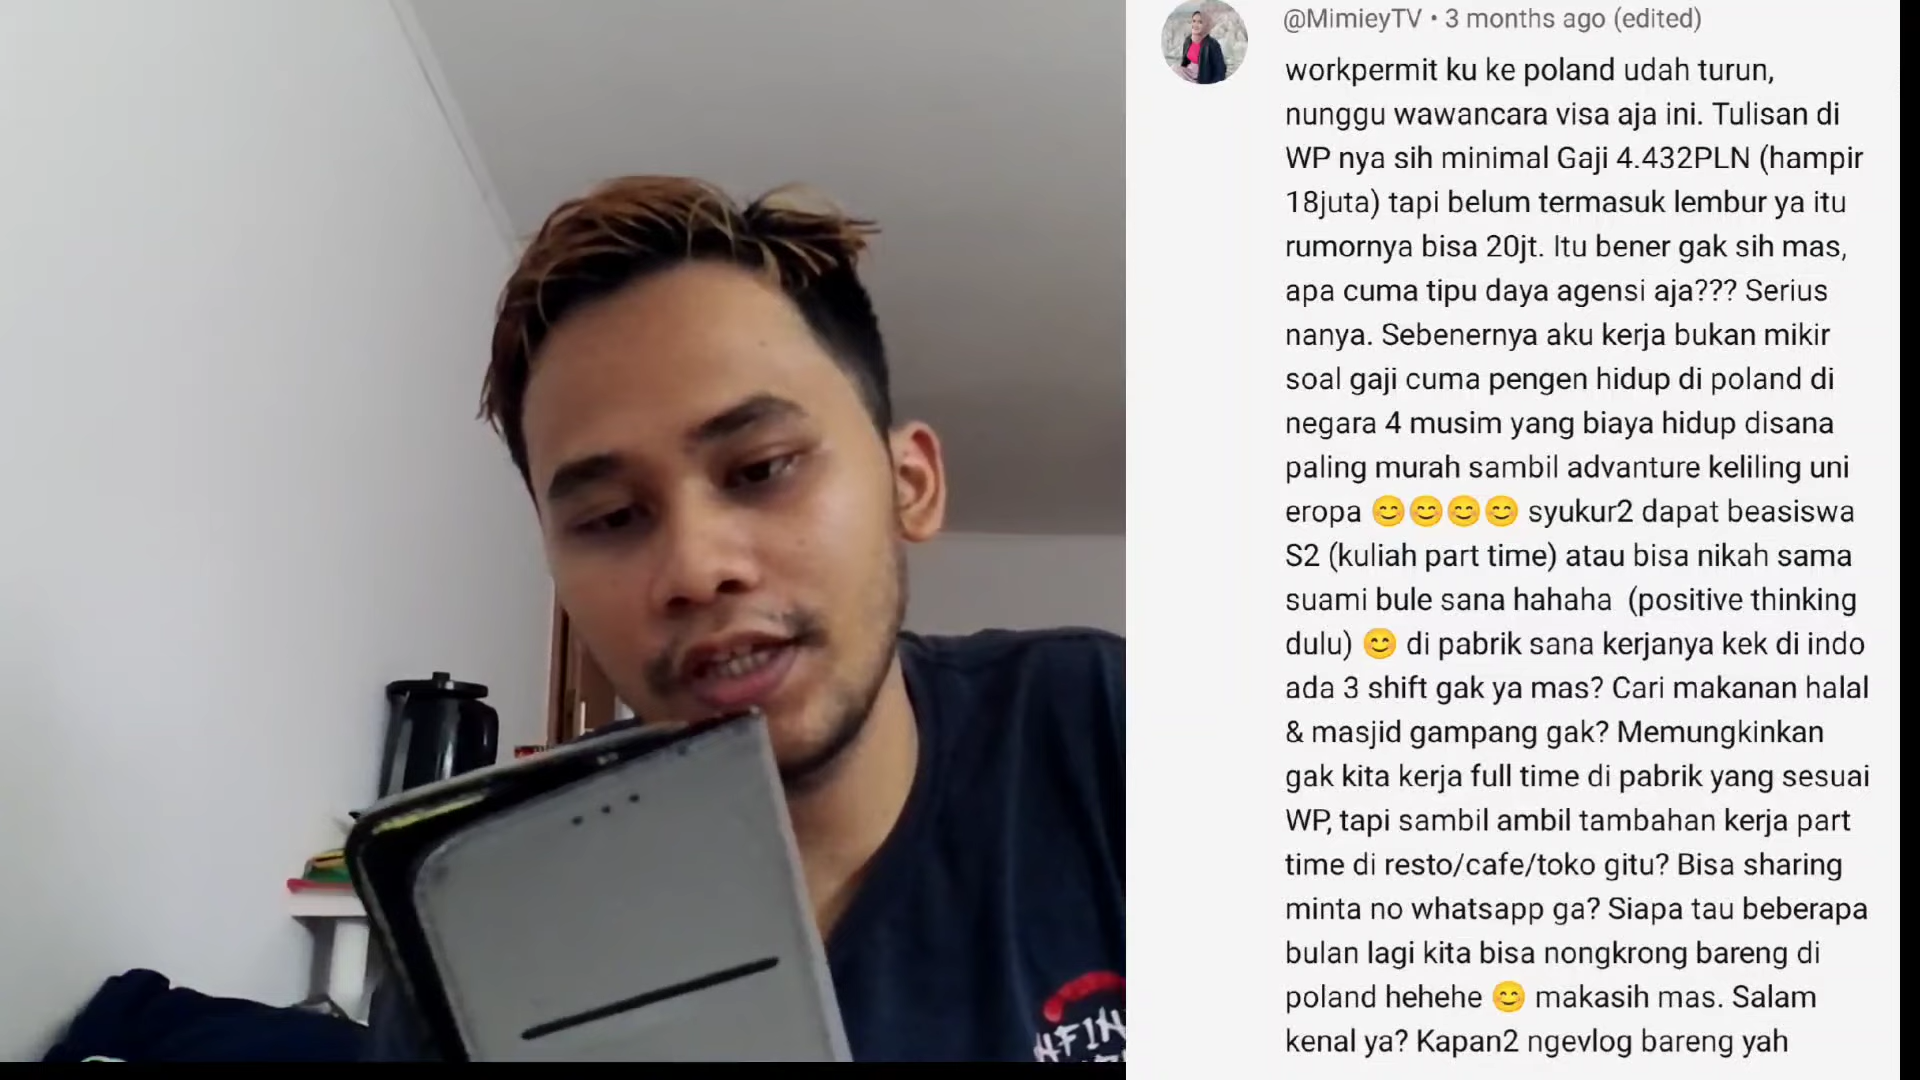 @MimieyTV • 3 months ago (edited)
workpermit ku ke poland udah turun,
nunggu wawancara visa aja ini. Tulisan di
WP nya sih minimal Gaji 4.432PLN (hampir
18juta) tapi belum termasuk lembur ya itu
rumornya bisa 20jt. Itu bener gak sih mas,
apa cuma tipu daya agensi aja??? Serius
nanya. Sebenernya aku kerja bukan mikir
soal gaji cuma pengen hidup di poland di
negara 4 musim yang biaya hidup disana
paling murah sambil advanture keliling uni
eropa 😊😊😊😊 syukur2 dapat beasiswa
S2 (kuliah part time) atau bisa nikah sama
suami bule sana hahaha  (positive thinking
dulu) 😊 di pabrik sana kerjanya kek di indo
ada 3 shift gak ya mas? Cari makanan halal
& masjid gampang gak? Memungkinkan
gak kita kerja full time di pabrik yang sesuai
WP, tapi sambil ambil tambahan kerja part
time di resto/cafe/toko gitu? Bisa sharing
minta no whatsapp ga? Siapa tau beberapa
bulan lagi kita bisa nongkrong bareng di
poland hehehe 😊 makasih mas. Salam
kenal ya? Kapan2 ngevlog bareng yah